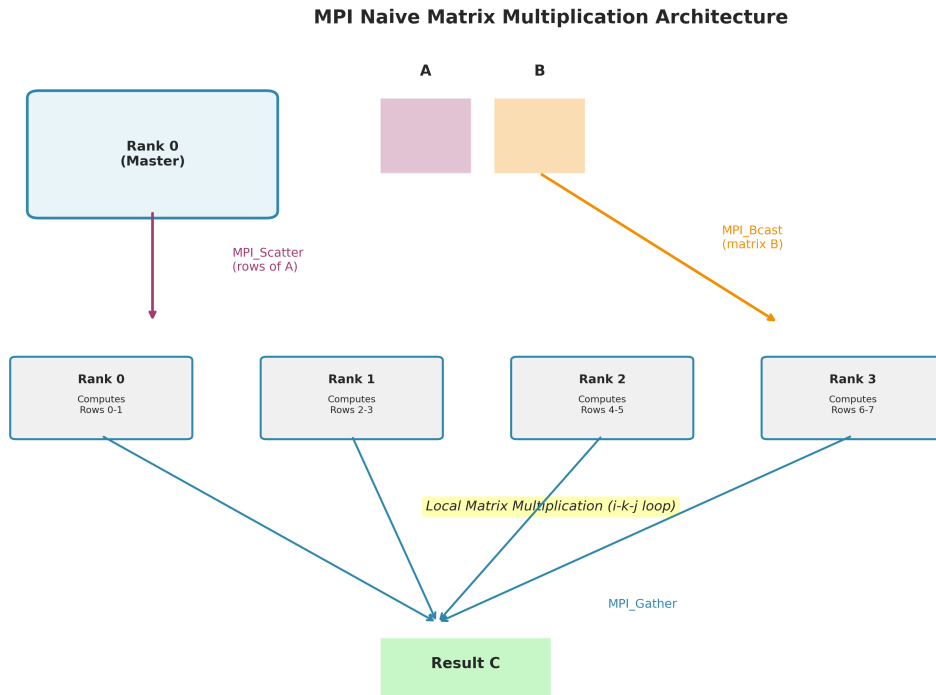 MPI Naive Matrix Multiplication Architecture
A
B
Rank 0
(Master)
MPI_Scatter
(rows of A)
MPI_Bcast
(matrix B)
Rank 0
Computes
Rows 0-1
Rank 1
Computes
Rows 2-3
Rank 2
Computes
Rows 4-5
Rank 3
Computes
Rows 6-7
Local Matrix Multiplication (i-k-j loop)
MPI_Gather
Result C